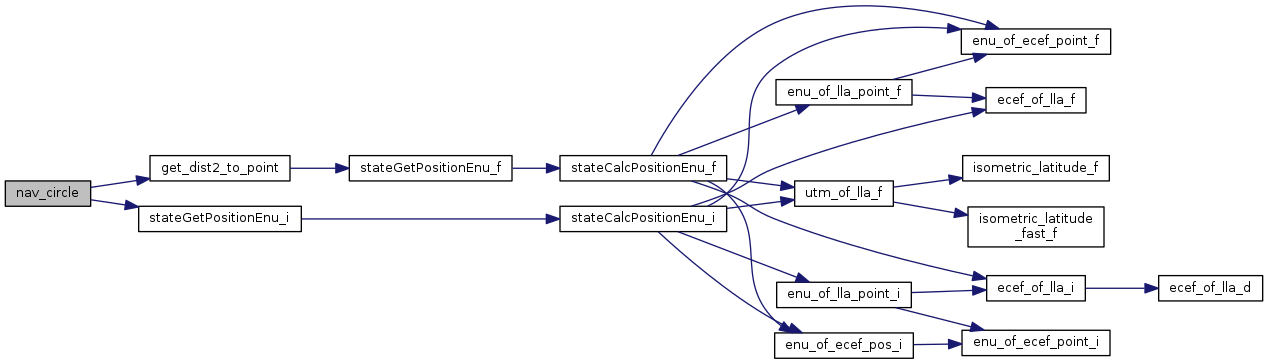 nav_circle
get_dist2_to_point
stateGetPositionEnu_i
stateGetPositionEnu_f
stateCalcPositionEnu_f
stateCalcPositionEnu_i
enu_of_ecef_point_f
enu_of_lla_point_f
ecef_of_lla_f
utm_of_lla_f
isometric_latitude_f
isometric_latitude
_fast_f
enu_of_lla_point_i
ecef_of_lla_i
ecef_of_lla_d
enu_of_ecef_pos_i
enu_of_ecef_point_i